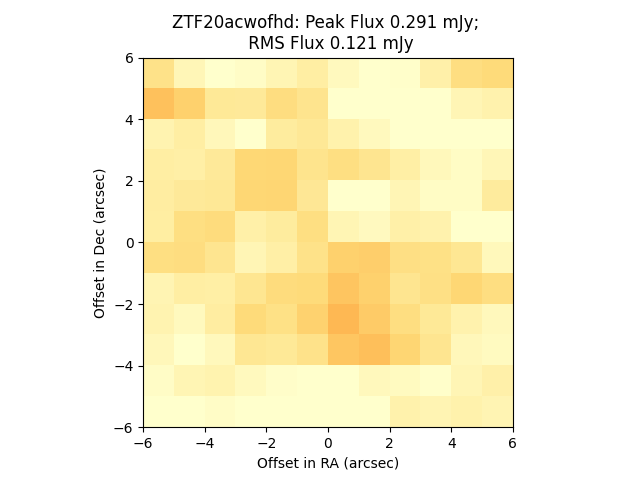 ZTF20acwofhd: Peak Flux 0.291 mJy;
RMS Flux 0.121 mJy
6
4
2
0
−2
−4
−6
Offset in Dec (arcsec)
−6 −4 −2 0 2 4 6
Offset in RA (arcsec)